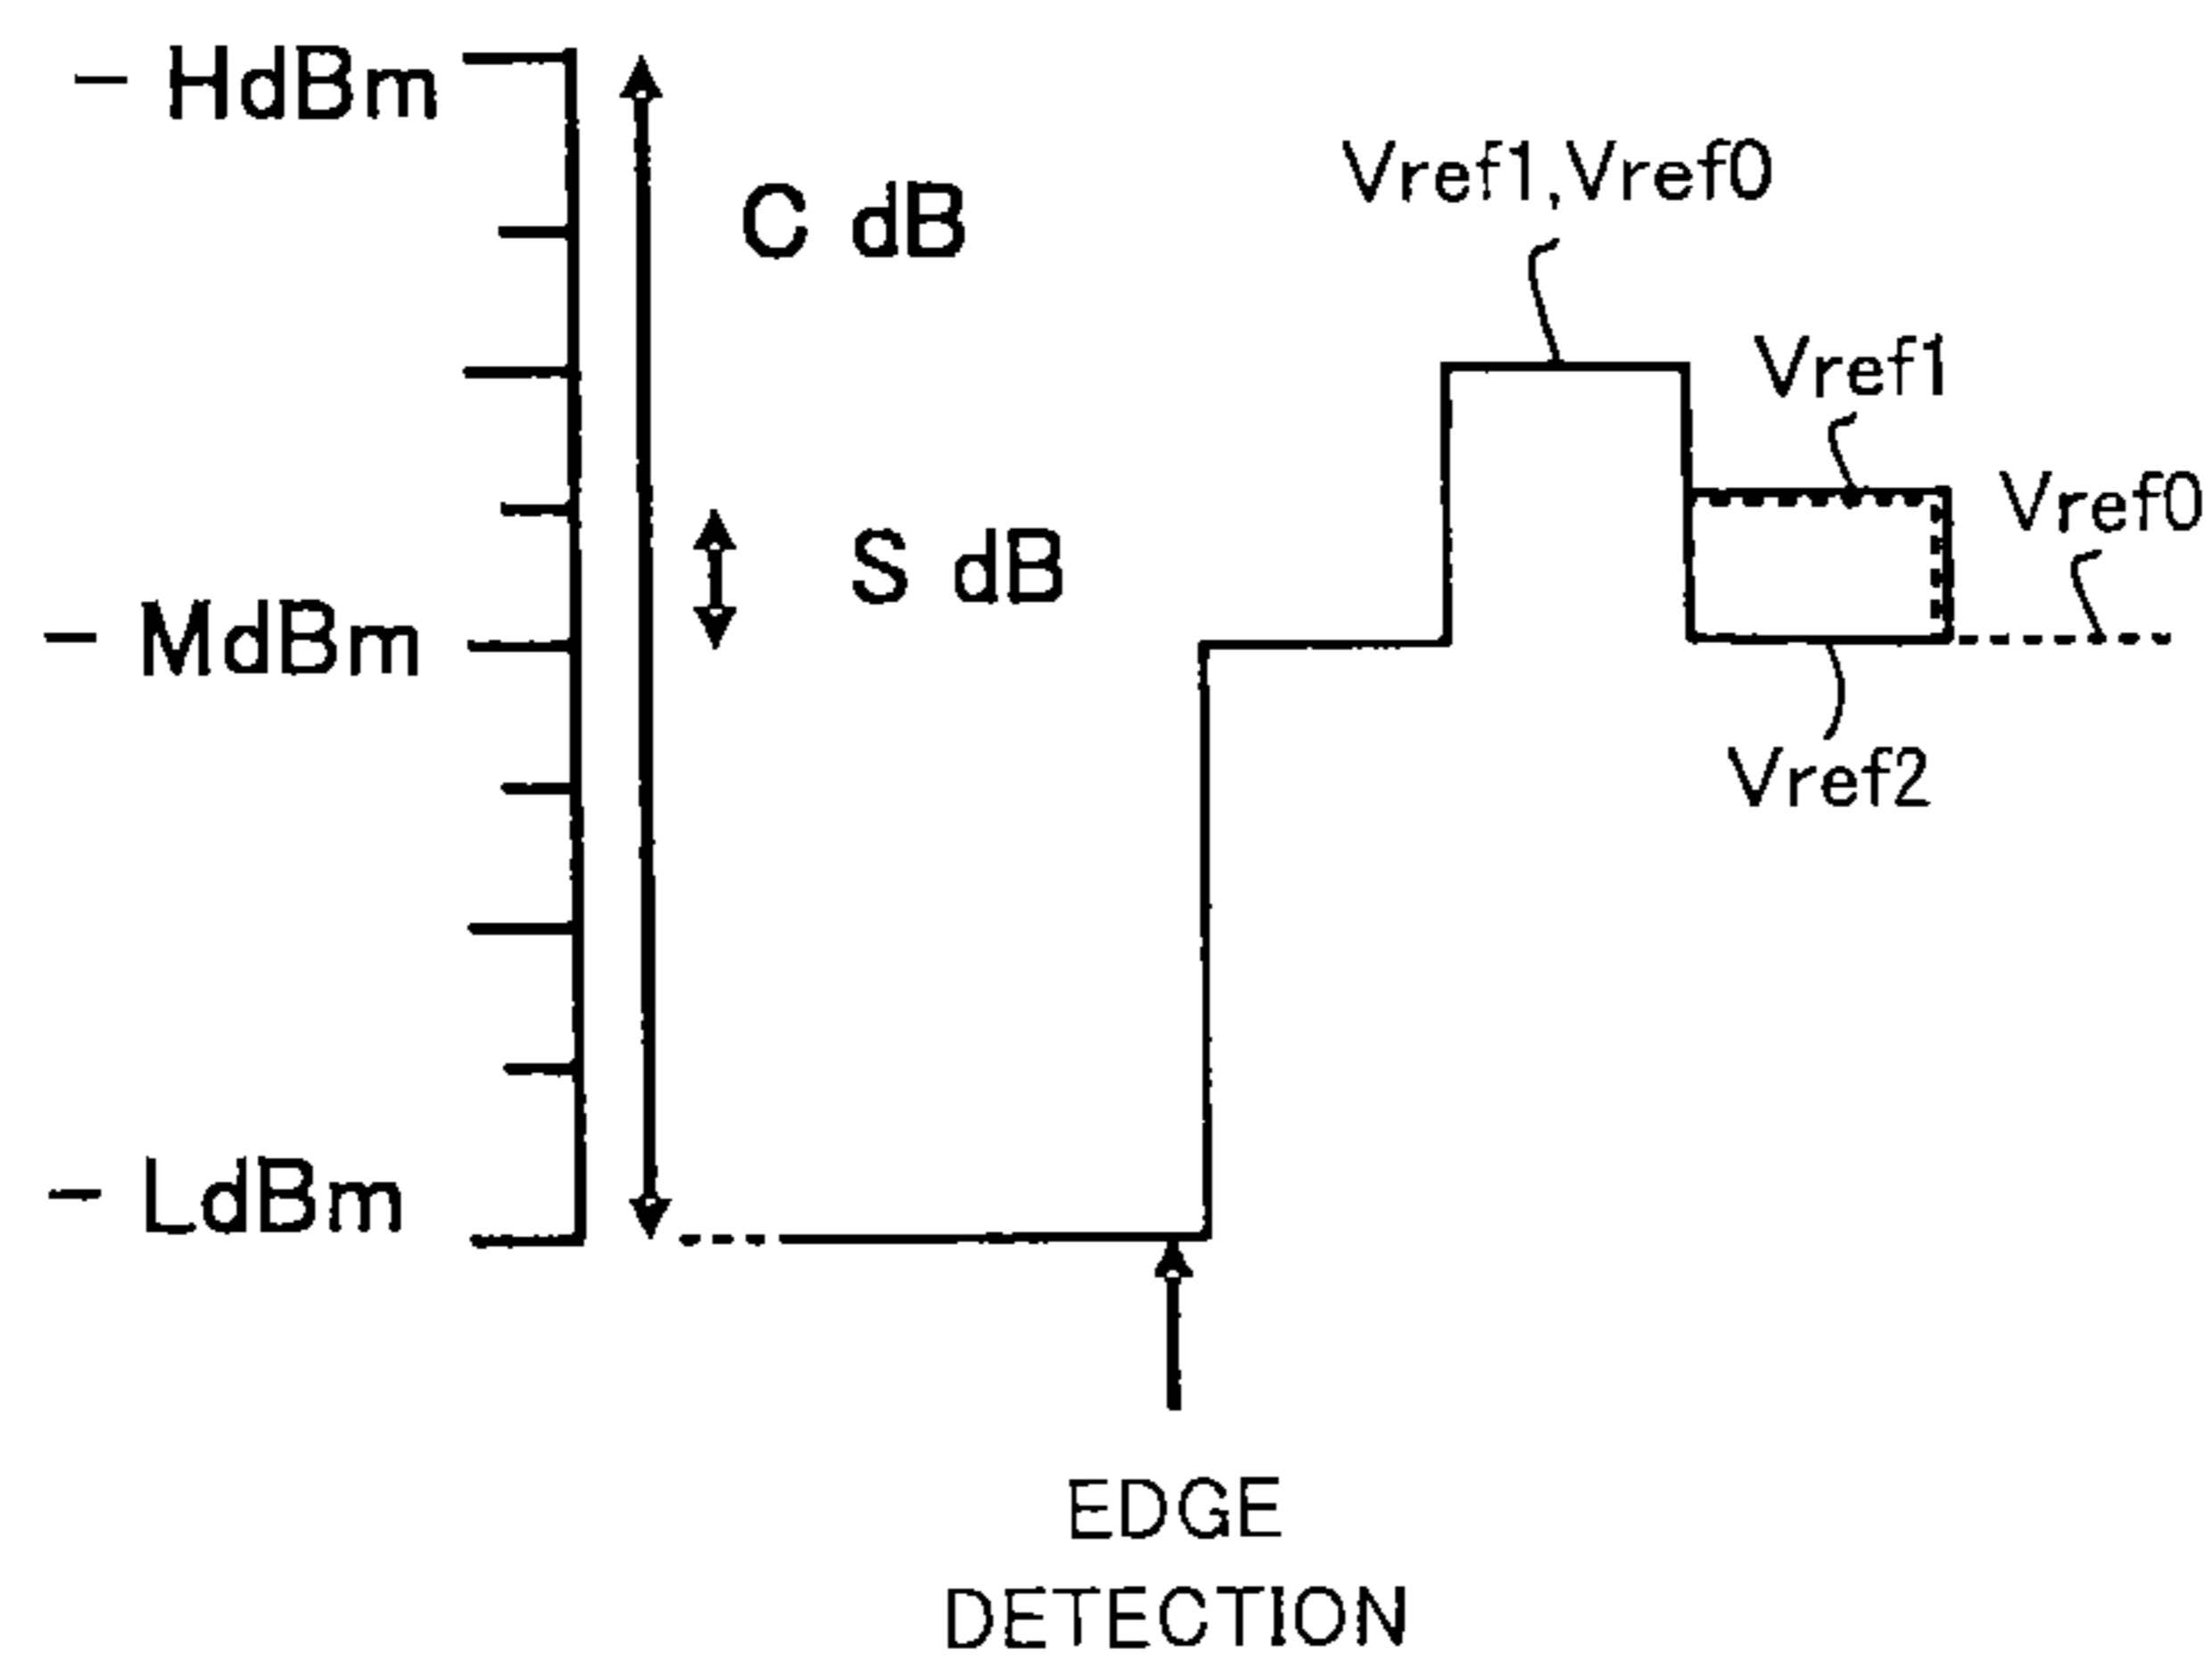 − HdBm
C dB
Vref1,Vref0
Vref1
Vref0
S dB
− MdBm
Vref2
− LdBm
EDGE
DETECTION